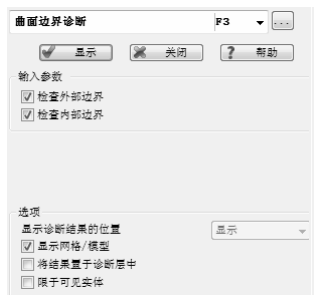 曲面边界诊断 F3 ...
显示 关闭 ? 帮助
输入参数
检查外部边界
检查内部边界
选项
显示诊断结果的位置 显示
显示网格/模型
将结果置于诊断层中
限于可见实体